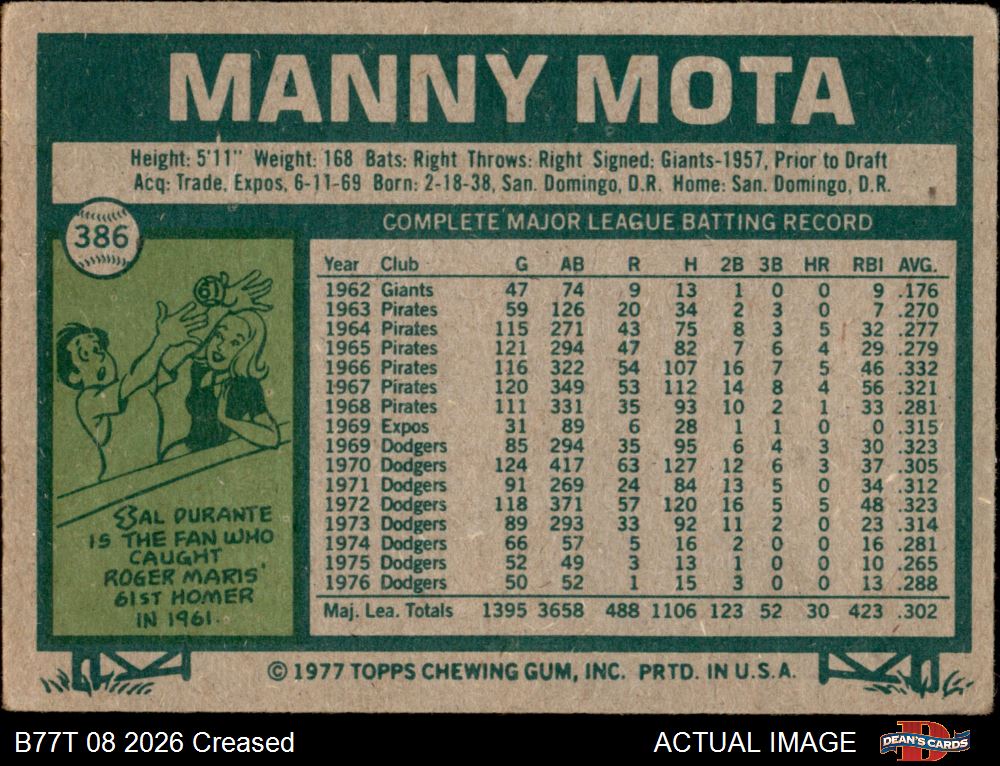 MANNY MOTA
Height: 5'11" Weight: 168 Bats: Right Throws: Right Signed: Giants-1957, Prior to Draft
Acq: Trade, Expos, 6-11-69 Born: 2-18-38, San. Domingo, D.R. Home: San. Domingo, D.R.
386
COMPLETE MAJOR LEAGUE BATTING RECORD
Year Club G AB R H 2B 3B HR RBI AVG.
1962 Giants 47 74 9 13 1 0 0 9 .176
1963 Pirates 59 126 20 34 2 3 0 7 .270
1964 Pirates 115 271 43 75 8 3 5 32 .277
1965 Pirates 121 294 47 82 7 6 4 29 .279
1966 Pirates 116 322 54 107 16 7 5 46 .332
1967 Pirates 120 349 53 112 14 8 4 56 .321
1968 Pirates 111 331 35 93 10 2 1 33 .281
1969 Expos 31 89 6 28 1 1 0 0 .315
1969 Dodgers 85 294 35 95 6 4 3 30 .323
1970 Dodgers 124 417 63 127 12 6 3 37 .305
1971 Dodgers 91 269 24 84 13 5 0 34 .312
1972 Dodgers 118 371 57 120 16 5 5 48 .323
1973 Dodgers 89 293 33 92 11 2 0 23 .314
1974 Dodgers 66 57 5 16 2 0 0 16 .281
1975 Dodgers 52 49 3 13 1 0 0 10 .265
1976 Dodgers 50 52 1 15 3 0 0 13 .288
Maj. Lea. Totals 1395 3658 488 1106 123 52 30 423 .302
SAL DURANTE
IS THE FAN WHO
CAUGHT
ROGER MARIS'
61ST HOMER
IN 1961.
© 1977 TOPPS CHEWING GUM, INC. PRTD. IN U.S.A.
B77T 08 2026 Creased
ACTUAL IMAGE
DEAN'S CARDS